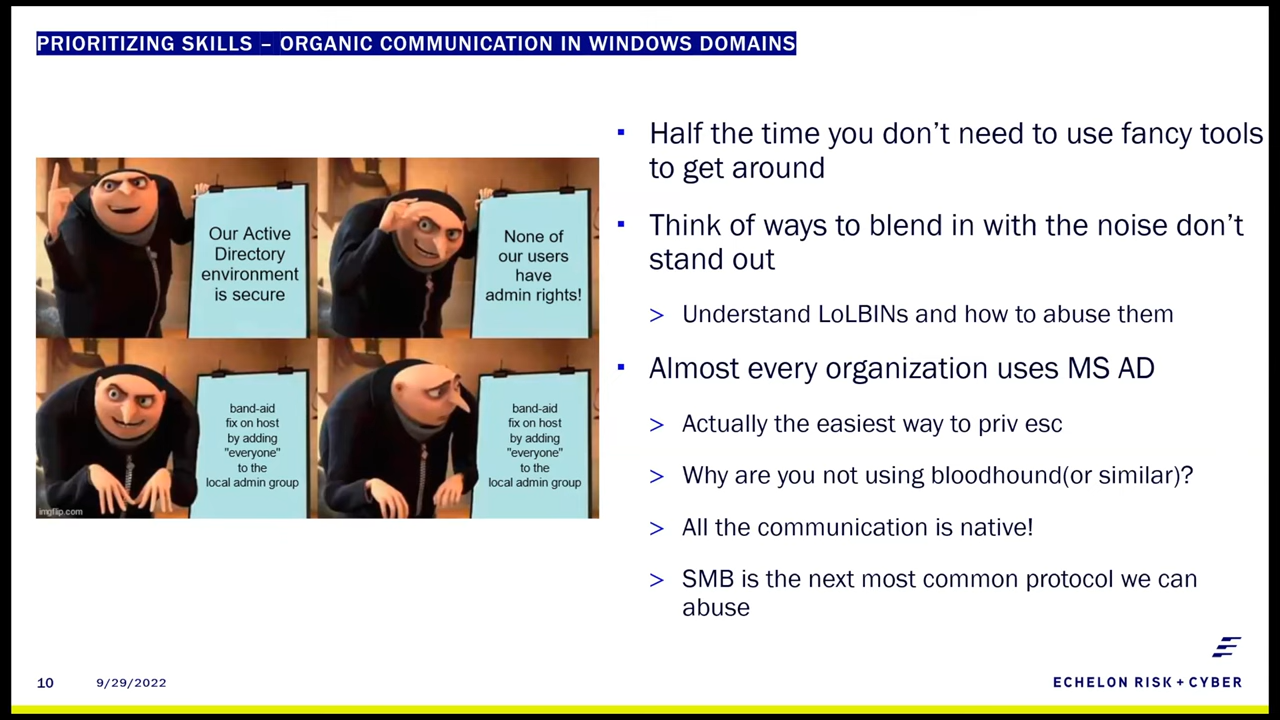 PRIORITIZING SKILLS – ORGANIC COMMUNICATION IN WINDOWS DOMAINS
Our Active
Directory
environment
is secure
None of
our users
have
admin rights!
band-aid
fix on host
by adding
"everyone"
to the
local admin group
band-aid
fix on host
by adding
"everyone"
to the
local admin group
imgflip.com
▪ Half the time you don't need to use fancy tools
to get around
▪ Think of ways to blend in with the noise don't
stand out
> Understand LoLBINs and how to abuse them
▪ Almost every organization uses MS AD
> Actually the easiest way to priv esc
> Why are you not using bloodhound(or similar)?
> All the communication is native!
> SMB is the next most common protocol we can
abuse
10 9/29/2022
ECHELON RISK + CYBER